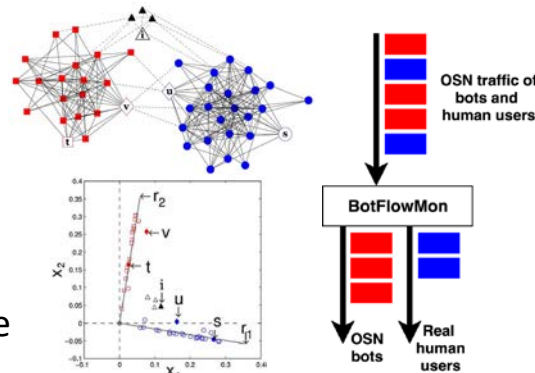 i
u
v
t
s
OSN traffic of
bots and
human users
BotFlowMon
OSN
bots
Real
human
users
0.4
0.35
0.3
0.25
0.2
0.15
0.1
0.05
0
-0.05
-0.1
X₂
r₂
v
t
i
u
s
r₁
0
0.1
0.2
0.3
e